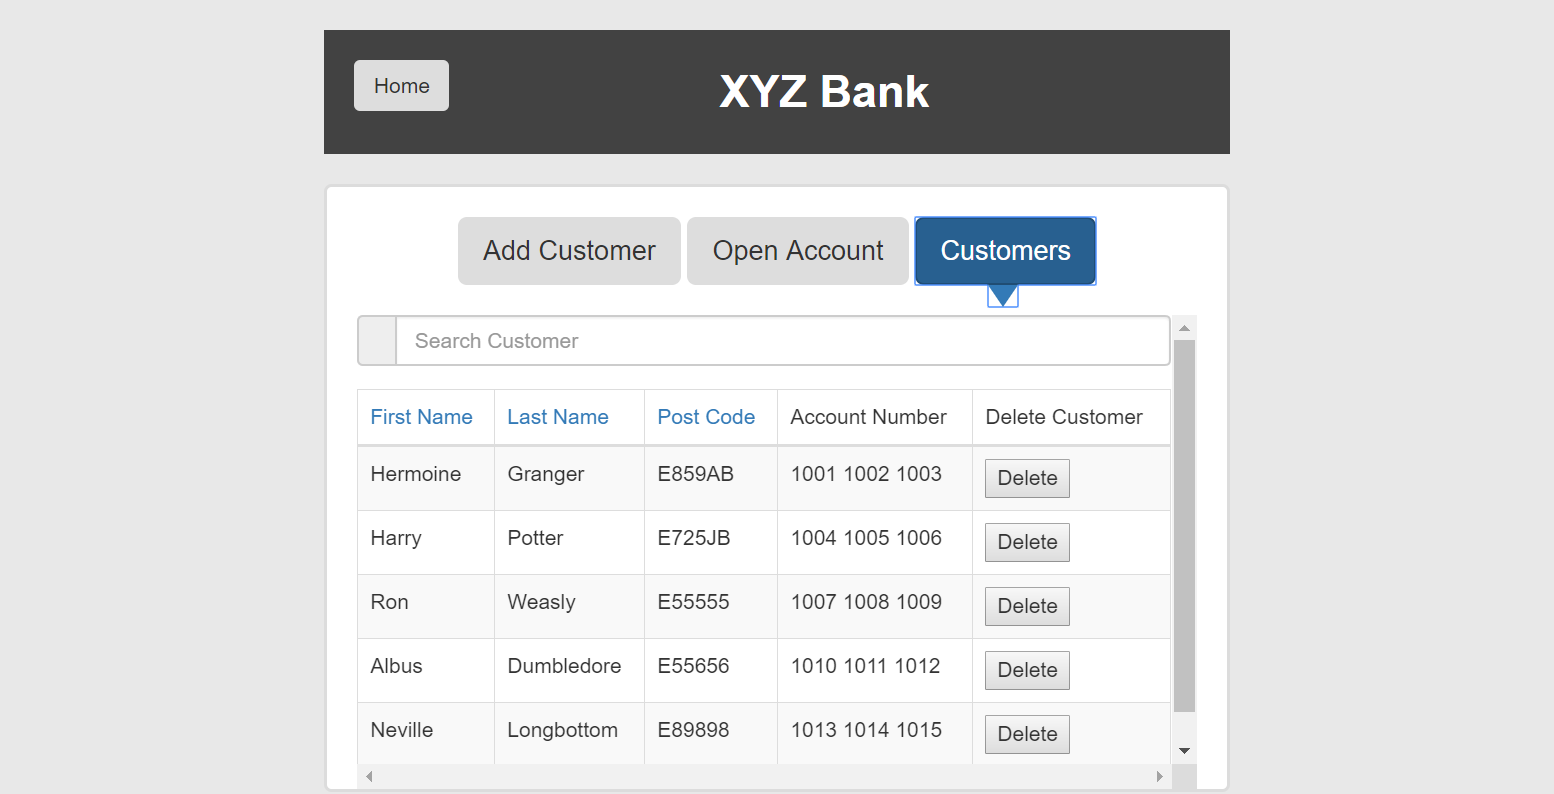 Home
XYZ Bank
Add Customer Open Account Customers
Search Customer
First Name Last Name Post Code Account Number Delete Customer
Hermoine Granger E859AB 1001 1002 1003 Delete
Harry Potter E725JB 1004 1005 1006 Delete
Ron Weasly E55555 1007 1008 1009 Delete
Albus Dumbledore E55656 1010 1011 1012 Delete
Neville Longbottom E89898 1013 1014 1015 Delete